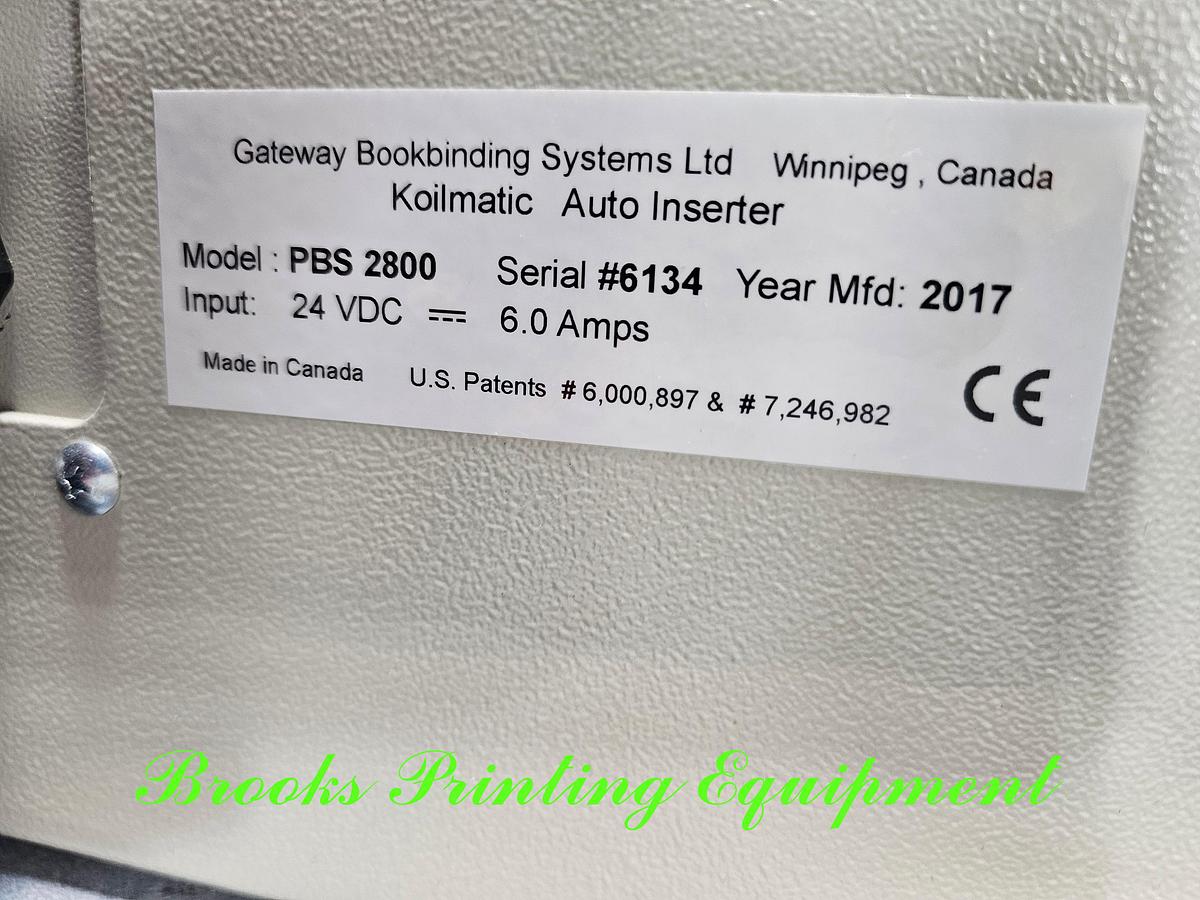 Gateway Bookbinding Systems Ltd Winnipeg , Canada
Koilmatic Auto Inserter
Model : PBS 2800 Serial #6134 Year Mfd: 2017
Input: 24 VDC 6.0 Amps
Made in Canada U.S. Patents # 6,000,897 & # 7,246,982 CE
Brooks Printing Equipment